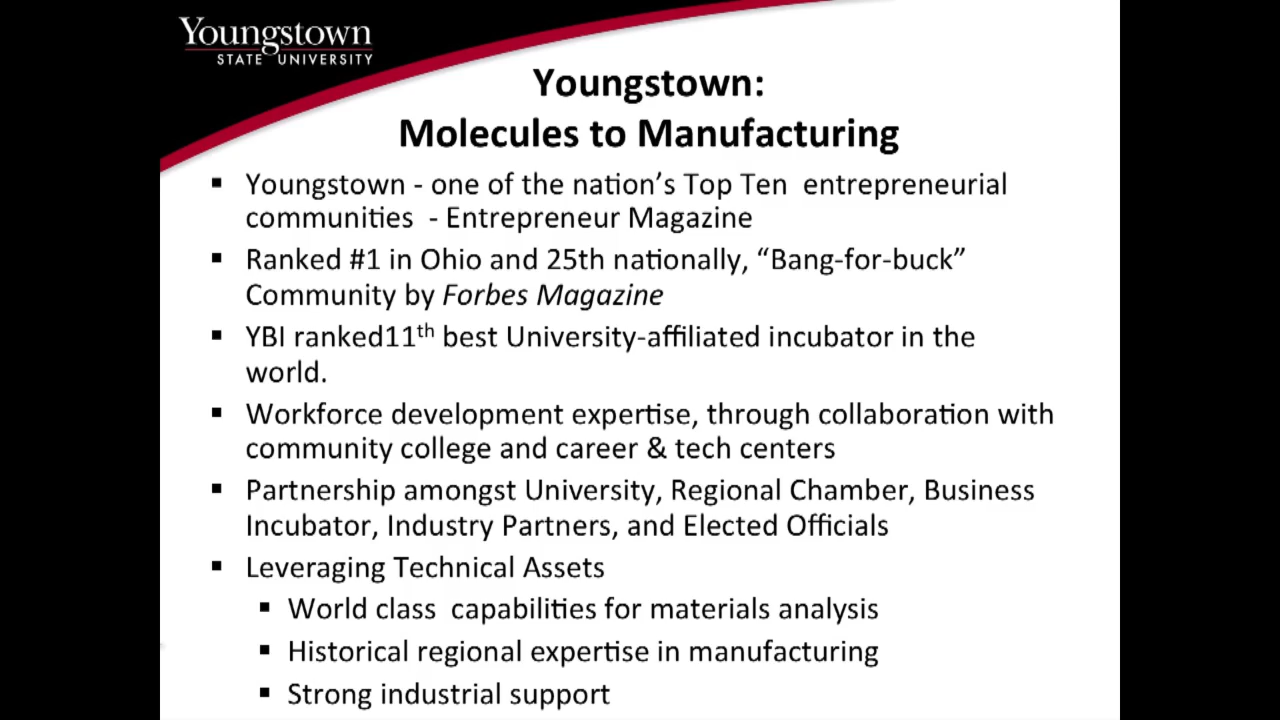 Youngstown
STATE UNIVERSITY
Youngstown:
Molecules to Manufacturing
▪ Youngstown - one of the nation’s Top Ten  entrepreneurial
communities  - Entrepreneur Magazine
▪ Ranked #1 in Ohio and 25th nationally, “Bang-for-buck”
Community by Forbes Magazine
▪ YBI ranked11th best University-affiliated incubator in the
world.
▪ Workforce development expertise, through collaboration with
community college and career & tech centers
▪ Partnership amongst University, Regional Chamber, Business
Incubator, Industry Partners, and Elected Officials
▪ Leveraging Technical Assets
▪ World class  capabilities for materials analysis
▪ Historical regional expertise in manufacturing
▪ Strong industrial support